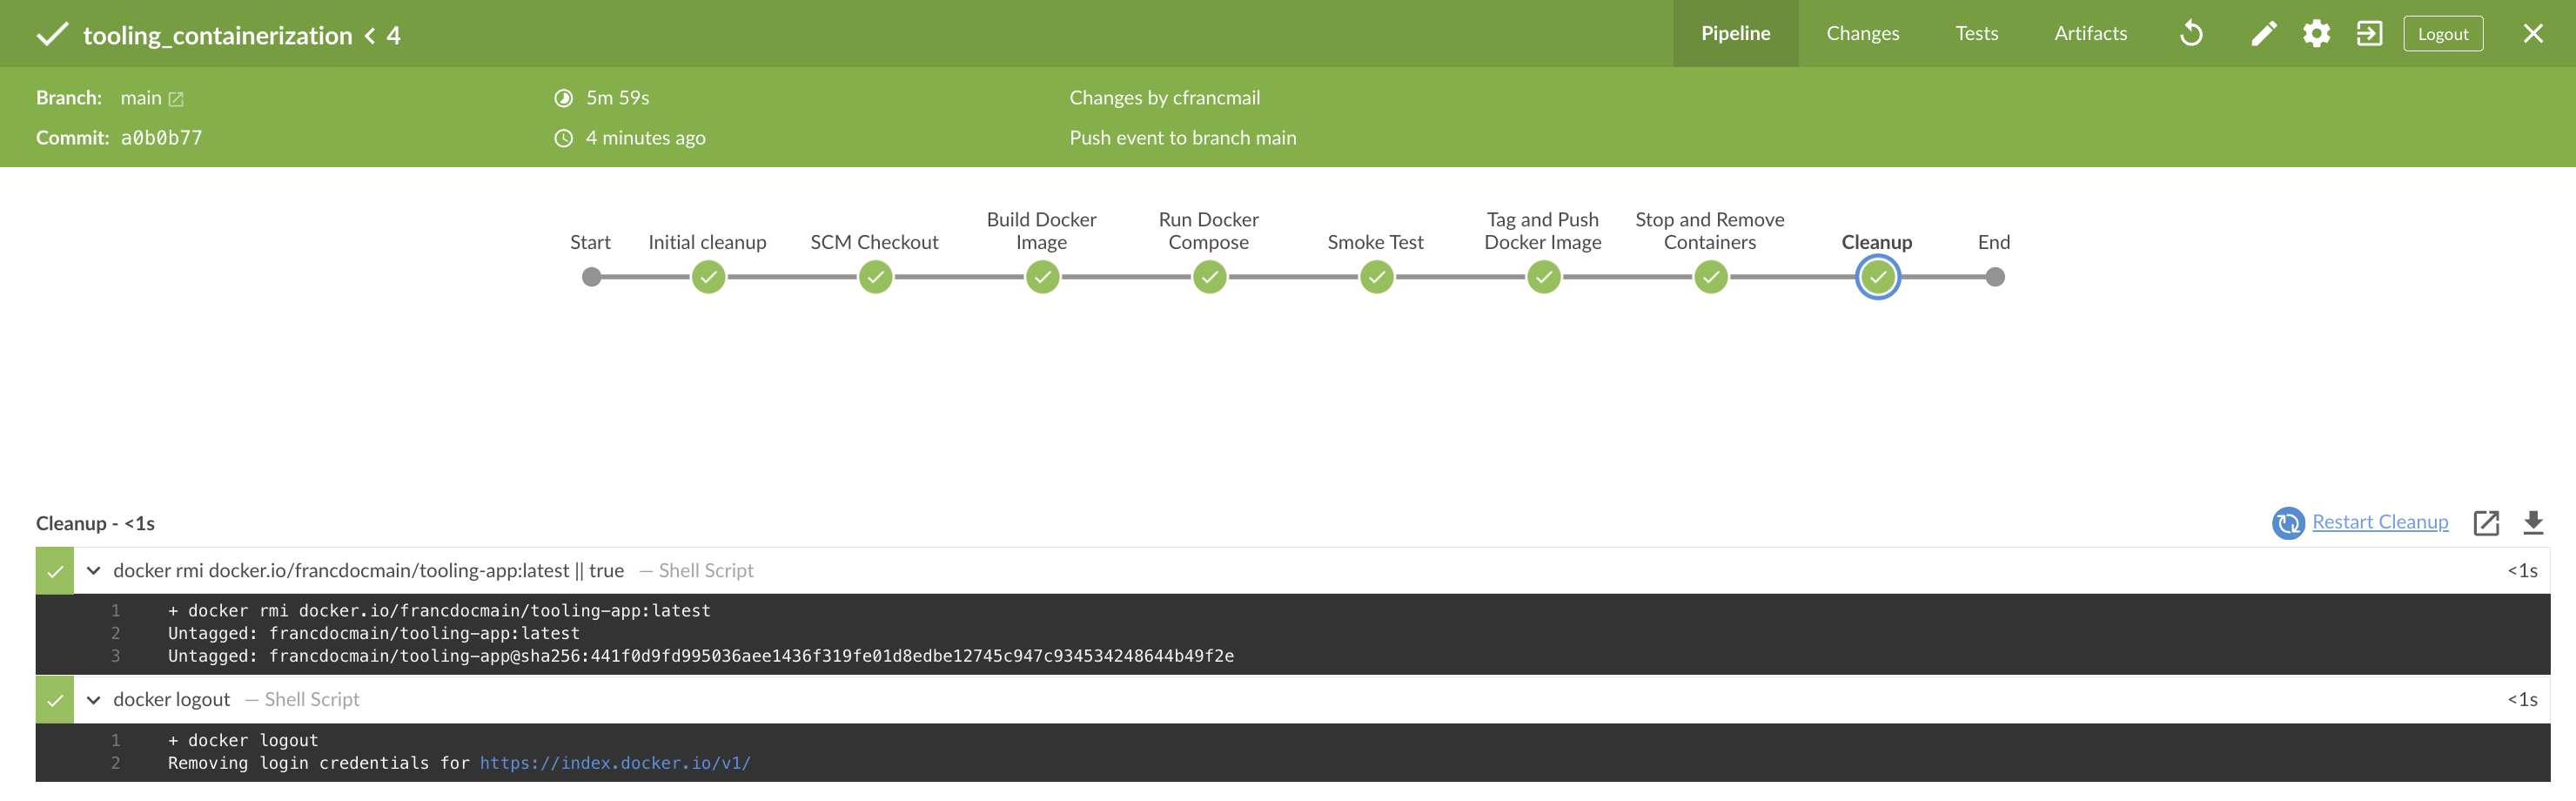 tooling_containerization < 4
Pipeline
Changes
Tests
Artifacts
Logout
Branch: main
5m 59s
Changes by cfrancmail
Commit: a0b0b77
4 minutes ago
Push event to branch main
Start
Initial cleanup
SCM Checkout
Build Docker
Image
Run Docker
Compose
Smoke Test
Tag and Push
Docker Image
Stop and Remove
Containers
Cleanup
End
Cleanup - <1s
Restart Cleanup
docker rmi docker.io/francdocmain/tooling-app:latest || true — Shell Script
<1s
1 + docker rmi docker.io/francdocmain/tooling-app:latest
2 Untagged: francdocmain/tooling-app:latest
3 Untagged: francdocmain/tooling-app@sha256:441f0d9fd995036aee1436f319fe01d8edbe12745c947c934534248644b49f2e
docker logout — Shell Script
<1s
1 + docker logout
2 Removing login credentials for https://index.docker.io/v1/